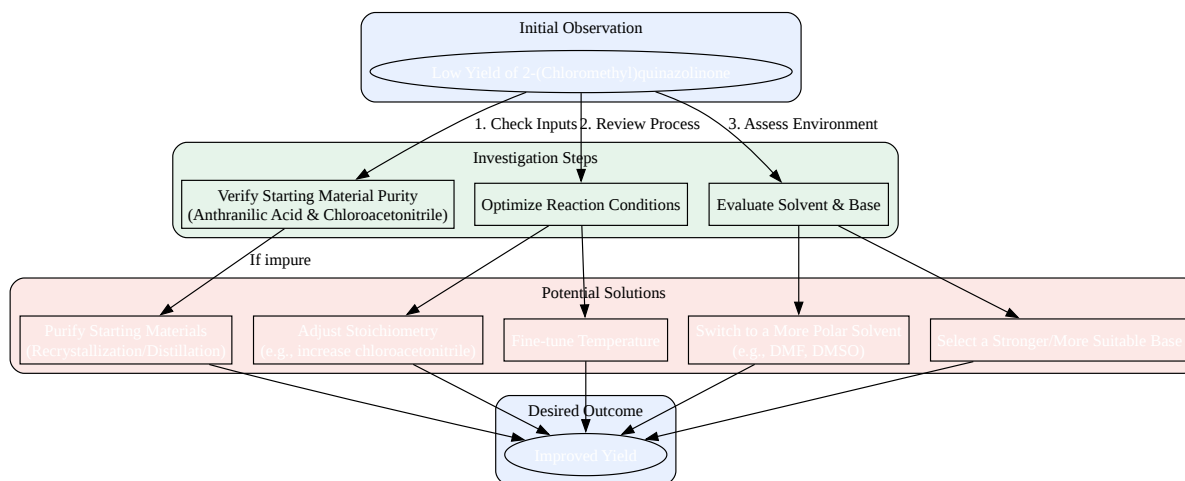 Initial Observation
Low Yield of 2-(Chloromethyl)quinazolinone
1. Check Inputs
2. Review Process
3. Assess Environment
Investigation Steps
Verify Starting Material Purity
(Anthranilic Acid & Chloroacetonitrile)
Optimize Reaction Conditions
Evaluate Solvent & Base
If impure
Potential Solutions
Purify Starting Materials
(Recrystallization/Distillation)
Adjust Stoichiometry
(e.g., increase chloroacetonitrile)
Fine-tune Temperature
Switch to a More Polar Solvent
(e.g., DMF, DMSO)
Select a Stronger/More Suitable Base
Desired Outcome
Improved Yield